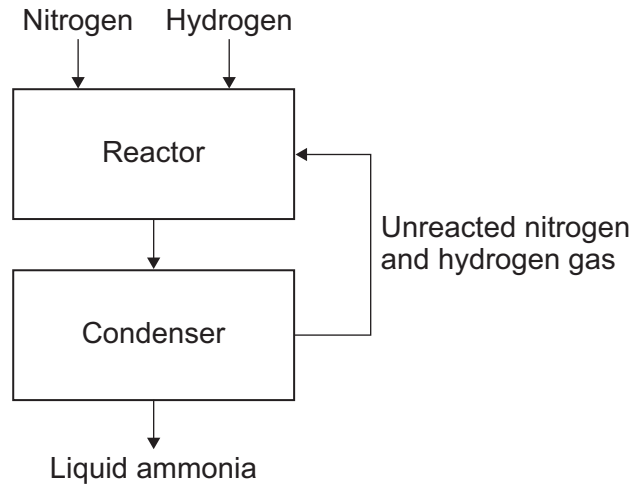 Nitrogen
Hydrogen
Reactor
Unreacted nitrogen
and hydrogen gas
Condenser
Liquid ammonia